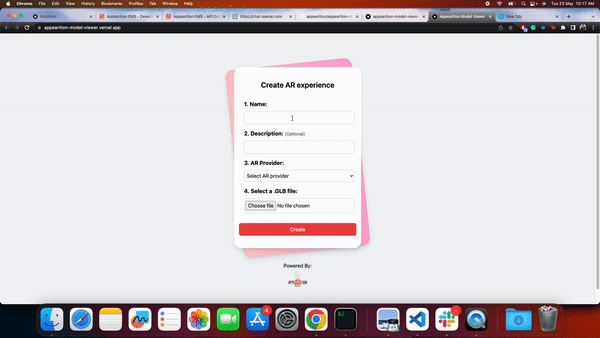 Chrome File Edit View History Bookmarks Profiles Tab Window Help Tue 23 May 10:17 AM
localhost Appearition EMS - Develo Appearition EMS - API D https://chat.openai.com appearition/appearition- appearition-model-viewer Appearition Model Viewer New Tab
appearition-model-viewer.vercel.app
Create AR experience
1. Name:
2. Description: (Optional)
3. AR Provider:
Select AR provider
4. Select a .GLB file:
Choose file No file chosen
Create
Powered By: